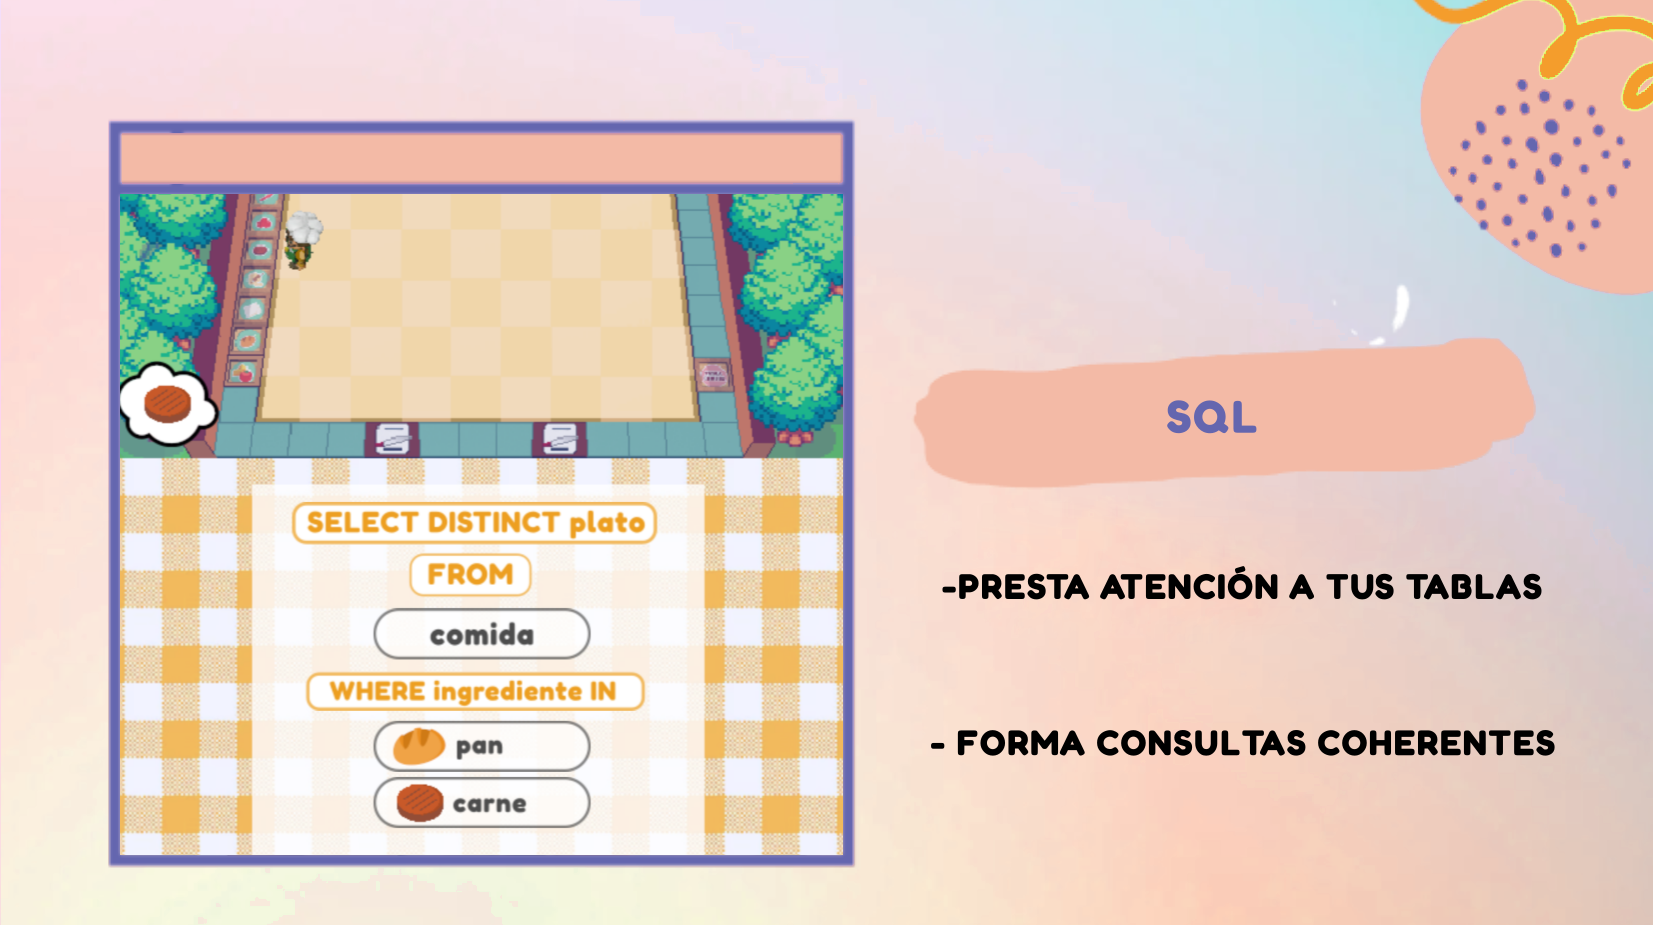 SELECT DISTINCT plato
FROM
comida
WHERE ingrediente IN
pan
carne
SQL
-PRESTA ATENCIÓN A TUS TABLAS
- FORMA CONSULTAS COHERENTES